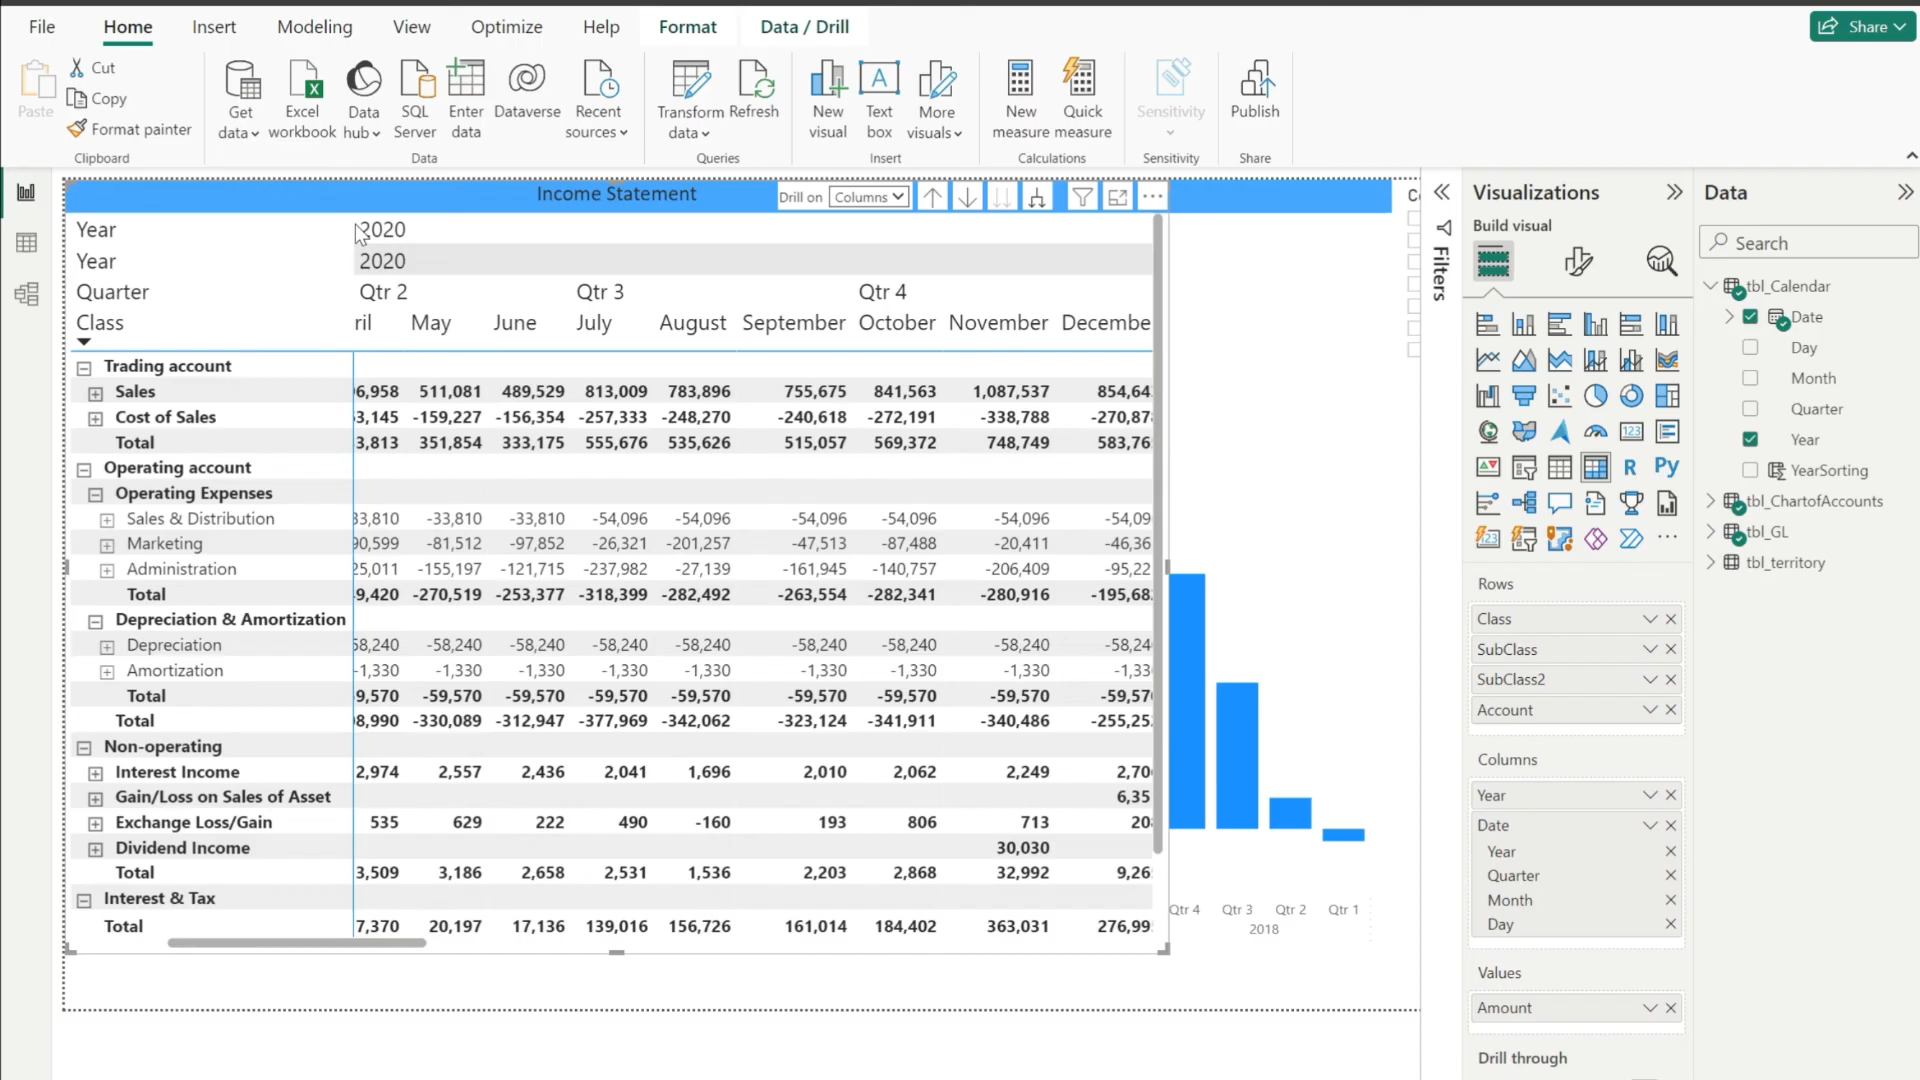 File Home Insert Modeling View Optimize Help Format Data / Drill Share
Paste
Cut
Copy
Format painter
Clipboard
Get data
Excel workbook
Data hub
SQL Server
Enter data
Dataverse
Recent sources
Data
Transform data
Refresh
Queries
New visual
Text box
More visuals
Insert
New measure
Quick measure
Calculations
Sensitivity
Sensitivity
Publish
Share
Income Statement
Drill on Columns
Year 2020
Year 2020
Quarter Qtr 2 Qtr 3 Qtr 4
Class ril May June July August September October November Decembe
Trading account
Sales 6,958 511,081 489,529 813,009 783,896 755,675 841,563 1,087,537 854,64
Cost of Sales 3,145 -159,227 -156,354 -257,333 -248,270 -240,618 -272,191 -338,788 -270,87
Total 3,813 351,854 333,175 555,676 535,626 515,057 569,372 748,749 583,76
Operating account
Operating Expenses
Sales & Distribution 33,810 -33,810 -33,810 -54,096 -54,096 -54,096 -54,096 -54,096 -54,09
Marketing 90,599 -81,512 -97,852 -26,321 -201,257 -47,513 -87,488 -20,411 -46,36
Administration 25,011 -155,197 -121,715 -237,982 -27,139 -161,945 -140,757 -206,409 -95,22
Total 9,420 -270,519 -253,377 -318,399 -282,492 -263,554 -282,341 -280,916 -195,68
Depreciation & Amortization
Depreciation 58,240 -58,240 -58,240 -58,240 -58,240 -58,240 -58,240 -58,240 -58,24
Amortization -1,330 -1,330 -1,330 -1,330 -1,330 -1,330 -1,330 -1,330 -1,33
Total 9,570 -59,570 -59,570 -59,570 -59,570 -59,570 -59,570 -59,570 -59,57
Total 8,990 -330,089 -312,947 -377,969 -342,062 -323,124 -341,911 -340,486 -255,25
Non-operating
Interest Income 2,974 2,557 2,436 2,041 1,696 2,010 2,062 2,249 2,70
Gain/Loss on Sales of Asset 6,35
Exchange Loss/Gain 535 629 222 490 -160 193 806 713 20
Dividend Income 30,030
Total 3,509 3,186 2,658 2,531 1,536 2,203 2,868 32,992 9,26
Interest & Tax
Total 7,370 20,197 17,136 139,016 156,726 161,014 184,402 363,031 276,99
Qtr 4 Qtr 3 Qtr 2 Qtr 1
2018
Filters
Visualizations
Build visual
R Py
123
123
Rows
Class
SubClass
SubClass2
Account
Columns
Year
Date
Year
Quarter
Month
Day
Values
Amount
Drill through
Data
Search
tbl_Calendar
Date
Day
Month
Quarter
Year
YearSorting
tbl_ChartofAccounts
tbl_GL
tbl_territory